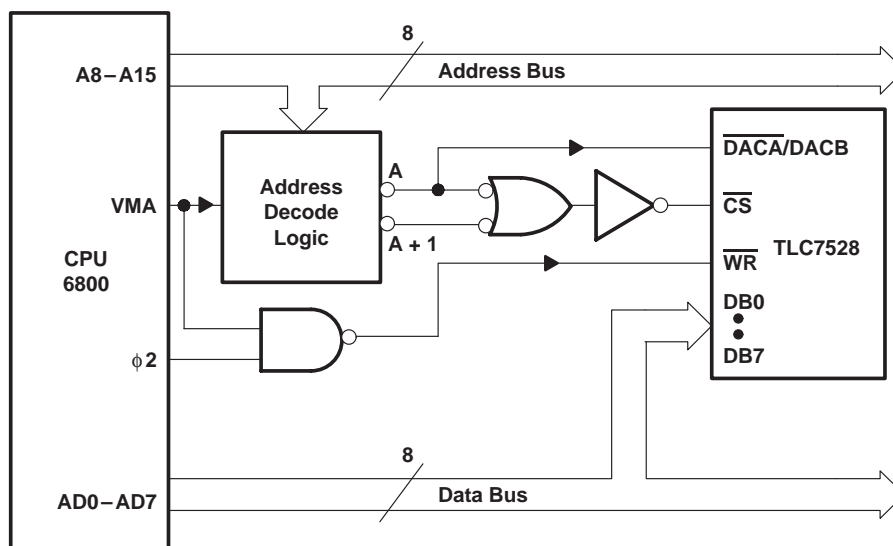 8
A8–A15
Address Bus
A
DACA/DACB
Address
Decode
Logic
VMA
CS
A + 1
CPU
6800
WR
TLC7528
DB0
DB7
ϕ2
8
AD0–AD7
Data Bus